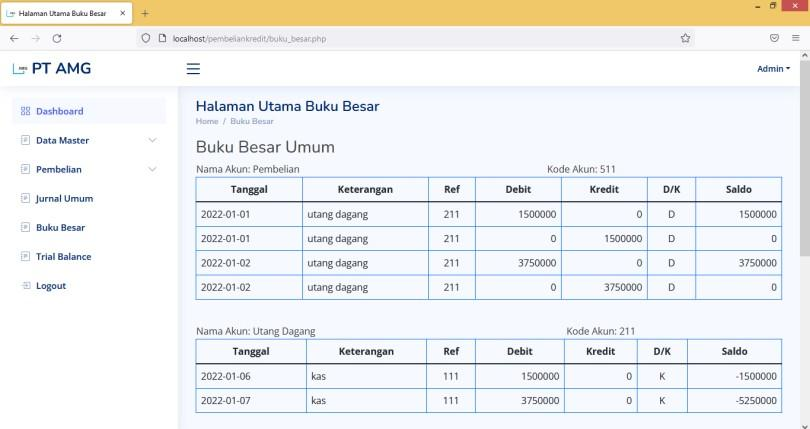 Halaman Utama Buku Besar
localhost/pembeliankredit/buku_besar.php
PT AMG
Admin
Dashboard
Data Master
Pembelian
Jurnal Umum
Buku Besar
Trial Balance
Logout
Halaman Utama Buku Besar
Home / Buku Besar
Buku Besar Umum
Nama Akun: Pembelian Kode Akun: 511
Tanggal Keterangan Ref Debit Kredit D/K Saldo
2022-01-01 utang dagang 211 1500000 0 D 1500000
2022-01-01 utang dagang 211 0 1500000 D 0
2022-01-02 utang dagang 211 3750000 0 D 3750000
2022-01-02 utang dagang 211 0 3750000 D 0
Nama Akun: Utang Dagang Kode Akun: 211
Tanggal Keterangan Ref Debit Kredit D/K Saldo
2022-01-06 kas 111 1500000 0 K -1500000
2022-01-07 kas 111 3750000 0 K -5250000